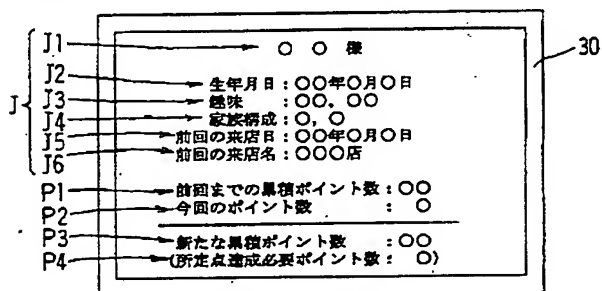 J1 ○ ○ 様 30
J2 生年月日:○○年○月○日
J J3 趣味 :○○, ○○
J4 家族構成:○, ○
J5 前回の来店日:○○年○月○日
J6 前回の来店名:○○○店
P1 前回までの累積ポイント数:○○
P2 今回のポイント数 : ○
P3 新たな累積ポイント数 :○○
P4 (所定点達成必要ポイント数: ○)